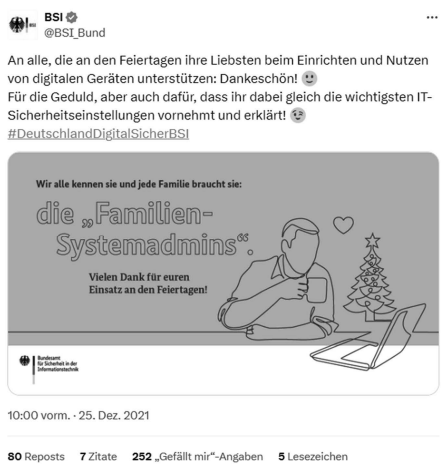 BSI
@BSI_Bund
An alle, die an den Feiertagen ihre Liebsten beim Einrichten und Nutzen
von digitalen Geräten unterstützen: Dankeschön!
Für die Geduld, aber auch dafür, dass ihr dabei gleich die wichtigsten IT-
Sicherheitseinstellungen vornehmt und erklärt!
#DeutschlandDigitalSicherBSI
Wir alle kennen sie und jede Familie braucht sie:
die „Familien-
Systemadmins“.
Vielen Dank für euren
Einsatz an den Feiertagen!
Bundesamt
für Sicherheit in der
Informationstechnik
10:00 vorm. · 25. Dez. 2021
80 Reposts 7 Zitate 252 „Gefällt mir“-Angaben 5 Lesezeichen